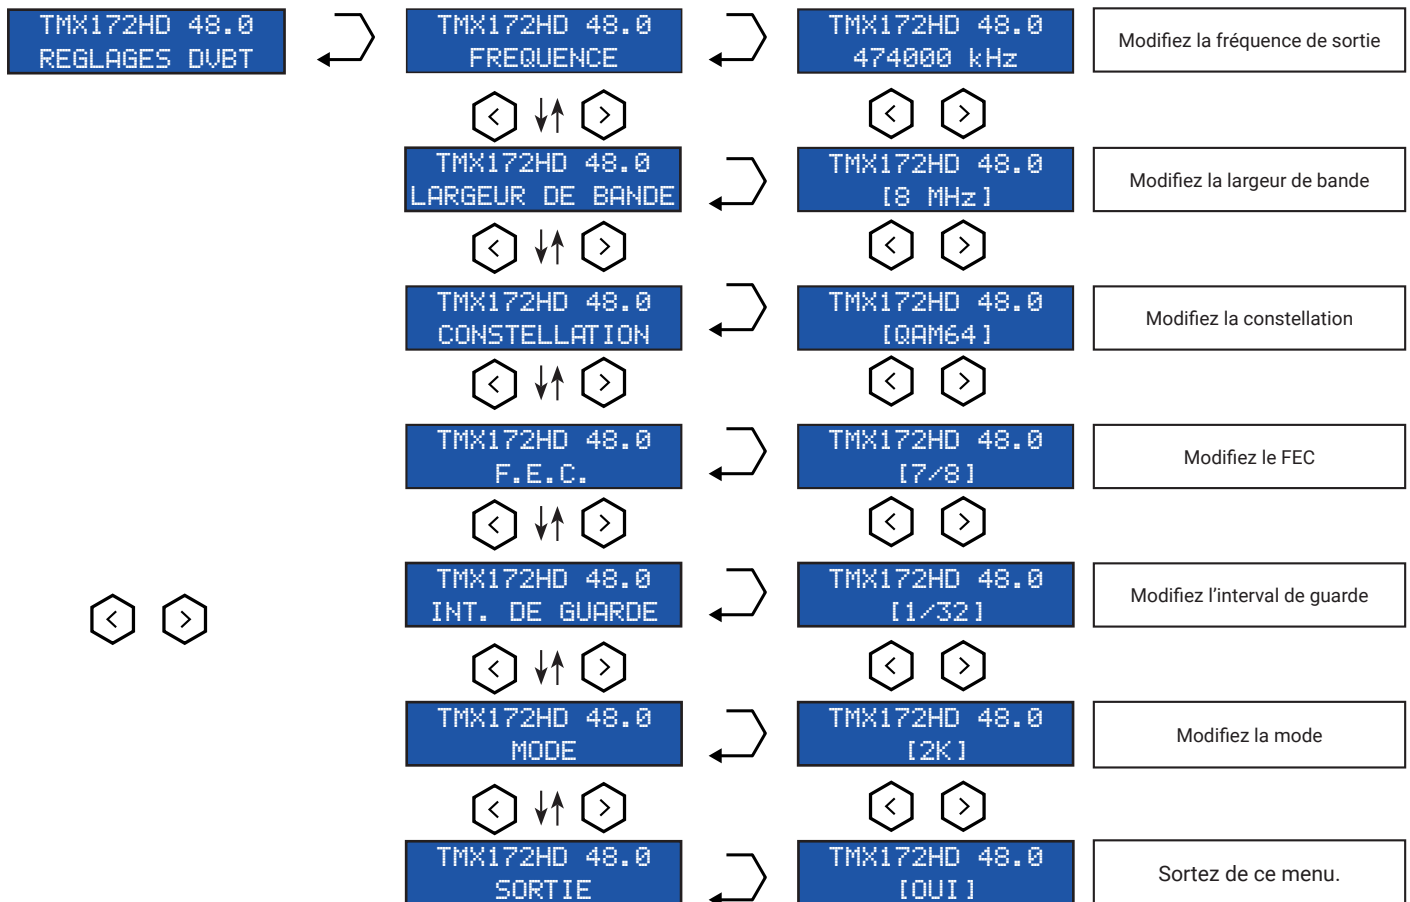 TMX172HD 48.0
REGLAGES DVBT
TMX172HD 48.0
FREQUENCE
TMX172HD 48.0
474000 kHz
Modifiez la fréquence de sortie
TMX172HD 48.0
LARGEUR DE BANDE
TMX172HD 48.0
[8 MHz]
Modifiez la largeur de bande
TMX172HD 48.0
CONSTELLATION
TMX172HD 48.0
[QAM64]
Modifiez la constellation
TMX172HD 48.0
F.E.C.
TMX172HD 48.0
[7/8]
Modifiez le FEC
TMX172HD 48.0
INT. DE GUARDE
TMX172HD 48.0
[1/32]
Modifiez l'interval de guarde
TMX172HD 48.0
MODE
TMX172HD 48.0
[2K]
Modifiez la mode
TMX172HD 48.0
SORTIE
TMX172HD 48.0
[OUI]
Sortez de ce menu.